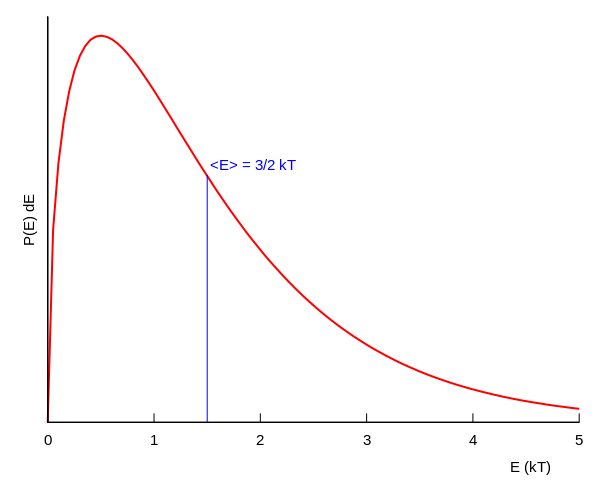 <E> = 3/2 kT
P(E) dE
0 1 2 3 4 5
E (kT)